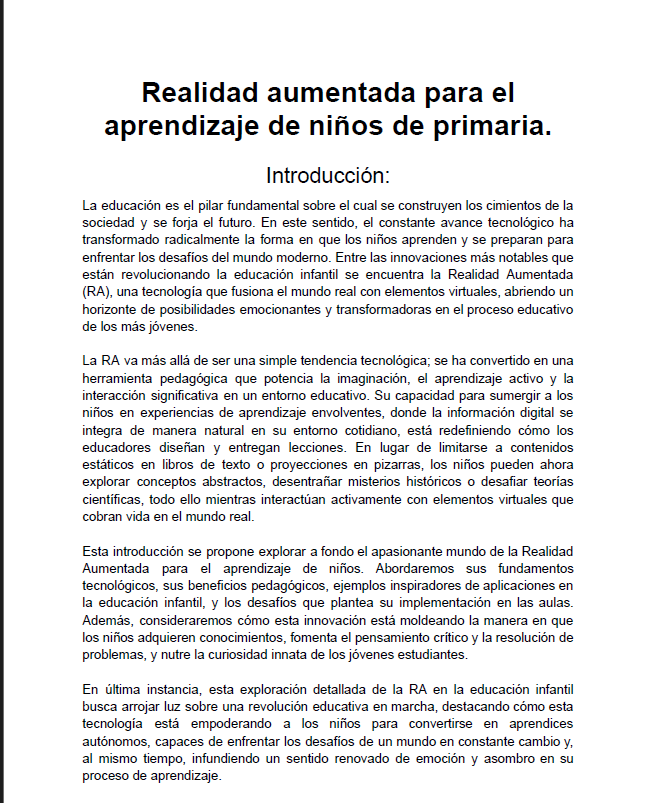 Realidad aumentada para el
aprendizaje de niños de primaria.
Introducción:
La educación es el pilar fundamental sobre el cual se construyen los cimientos de la
sociedad y se forja el futuro. En este sentido, el constante avance tecnológico ha
transformado radicalmente la forma en que los niños aprenden y se preparan para
enfrentar los desafíos del mundo moderno. Entre las innovaciones más notables que
están revolucionando la educación infantil se encuentra la Realidad Aumentada
(RA), una tecnología que fusiona el mundo real con elementos virtuales, abriendo un
horizonte de posibilidades emocionantes y transformadoras en el proceso educativo
de los más jóvenes.
La RA va más allá de ser una simple tendencia tecnológica; se ha convertido en una
herramienta pedagógica que potencia la imaginación, el aprendizaje activo y la
interacción significativa en un entorno educativo. Su capacidad para sumergir a los
niños en experiencias de aprendizaje envolventes, donde la información digital se
integra de manera natural en su entorno cotidiano, está redefiniendo cómo los
educadores diseñan y entregan lecciones. En lugar de limitarse a contenidos
estáticos en libros de texto o proyecciones en pizarras, los niños pueden ahora
explorar conceptos abstractos, desentrañar misterios históricos o desafiar teorías
científicas, todo ello mientras interactúan activamente con elementos virtuales que
cobran vida en el mundo real.
Esta introducción se propone explorar a fondo el apasionante mundo de la Realidad
Aumentada para el aprendizaje de niños. Abordaremos sus fundamentos
tecnológicos, sus beneficios pedagógicos, ejemplos inspiradores de aplicaciones en
la educación infantil, y los desafíos que plantea su implementación en las aulas.
Además, consideraremos cómo esta innovación está moldeando la manera en que
los niños adquieren conocimientos, fomenta el pensamiento crítico y la resolución de
problemas, y nutre la curiosidad innata de los jóvenes estudiantes.
En última instancia, esta exploración detallada de la RA en la educación infantil
busca arrojar luz sobre una revolución educativa en marcha, destacando cómo esta
tecnología está empoderando a los niños para convertirse en aprendices
autónomos, capaces de enfrentar los desafíos de un mundo en constante cambio y,
al mismo tiempo, infundiendo un sentido renovado de emoción y asombro en su
proceso de aprendizaje.